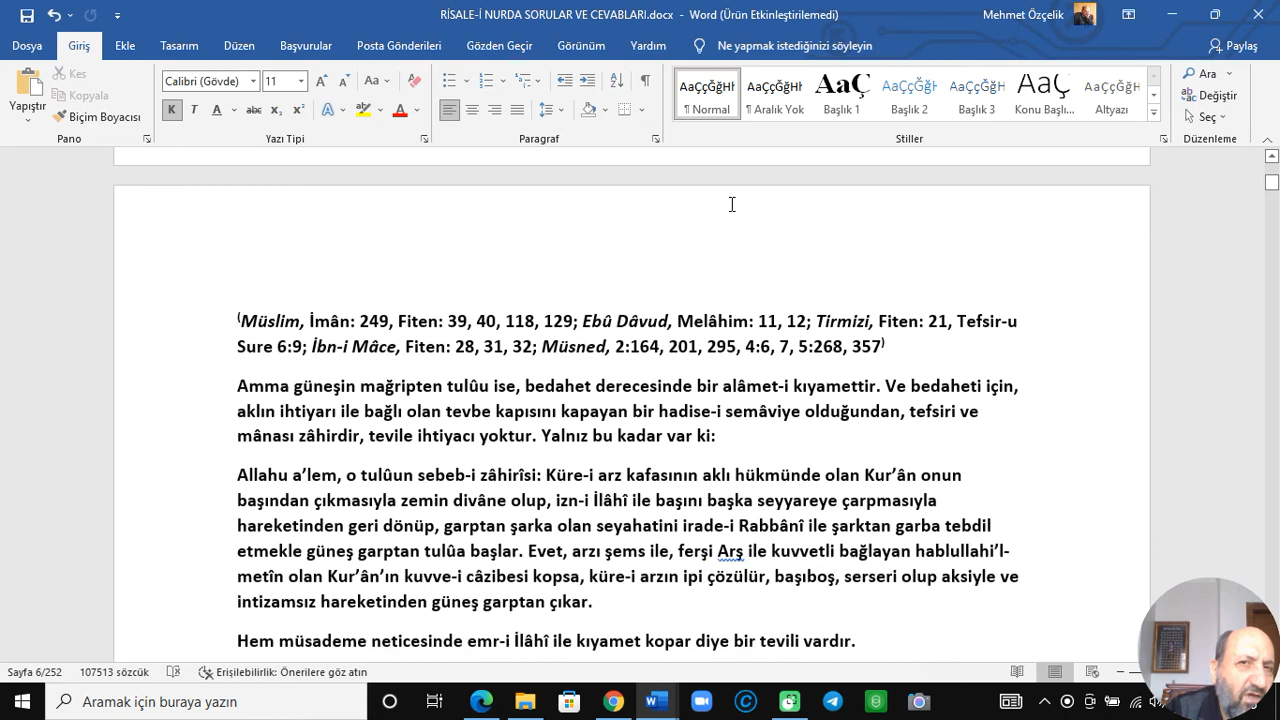 RİSALE-İ NURDA SORULAR VE CEVABLARI.docx - Word (Ürün Etkinleştirilemedi)
Mehmet Özçelik
Dosya Giriş Ekle Tasarım Düzen Başvurular Posta Gönderileri Gözden Geçir Görünüm Yardım Ne yapmak istediğinizi söyleyin Paylaş
Yapıştır
Kes
Kopyala
Biçim Boyacısı
Pano
Calibri (Gövde) 11
K T A abc x₂ x²
Yazı Tipi
Paragraf
AaÇçĞğHł AaÇçĞğHł AaÇ AaÇçĞğH AaÇçĞğH AaÇ AaÇçĞğH
¶ Normal ¶ Aralık Yok Başlık 1 Başlık 2 Başlık 3 Konu Başlı... Altyazı
Stiller
Ara
Değiştir
Seç
Düzenleme
(Müslim, İmân: 249, Fiten: 39, 40, 118, 129; Ebû Dâvud, Melâhim: 11, 12; Tirmizi, Fiten: 21, Tefsir-u
Sure 6:9; İbn-i Mâce, Fiten: 28, 31, 32; Müsned, 2:164, 201, 295, 4:6, 7, 5:268, 357)
Amma güneşin mağripten tulûu ise, bedahet derecesinde bir alâmet-i kıyamettir. Ve bedaheti için,
aklın ihtiyarı ile bağlı olan tevbe kapısını kapayan bir hadise-i semâviye olduğundan, tefsiri ve
mânası zâhirdir, tevile ihtiyacı yoktur. Yalnız bu kadar var ki:
Allahu a’lem, o tulûun sebeb-i zâhirîsi: Küre-i arz kafasının aklı hükmünde olan Kur’ân onun
başından çıkmasıyla zemin divâne olup, izn-i İlâhî ile başını başka seyyareye çarpmasıyla
hareketinden geri dönüp, garptan şarka olan seyahatini irade-i Rabbânî ile şarktan garba tebdil
etmekle güneş garptan tulûa başlar. Evet, arzı şems ile, ferşi Arş ile kuvvetli bağlayan hablullahi’l-
metîn olan Kur’ân’ın kuvve-i câzibesi kopsa, küre-i arzın ipi çözülür, başıboş, serseri olup aksiyle ve
intizamsız hareketinden güneş garptan çıkar.
Hem müsademe neticesinde emr-i İlâhî ile kıyamet kopar diye bir tevili vardır.
Sayfa 6/252 107513 sözcük Erişilebilirlik: Önerilere göz atın
Aramak için buraya yazın